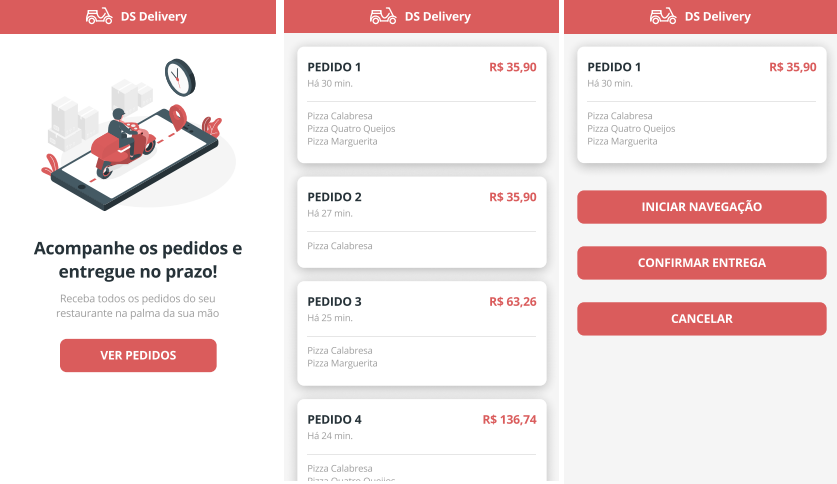 DS Delivery
Acompanhe os pedidos e
entregue no prazo!
Receba todos os pedidos do seu
restaurante na palma da sua mão
VER PEDIDOS
DS Delivery
PEDIDO 1 R$ 35,90
Há 30 min.
Pizza Calabresa
Pizza Quatro Queijos
Pizza Marguerita
PEDIDO 2 R$ 35,90
Há 27 min.
Pizza Calabresa
PEDIDO 3 R$ 63,26
Há 25 min.
Pizza Calabresa
Pizza Marguerita
PEDIDO 4 R$ 136,74
Há 24 min.
Pizza Calabresa
Pizza Quatro Queijos
DS Delivery
PEDIDO 1 R$ 35,90
Há 30 min.
Pizza Calabresa
Pizza Quatro Queijos
Pizza Marguerita
INICIAR NAVEGAÇÃO
CONFIRMAR ENTREGA
CANCELAR